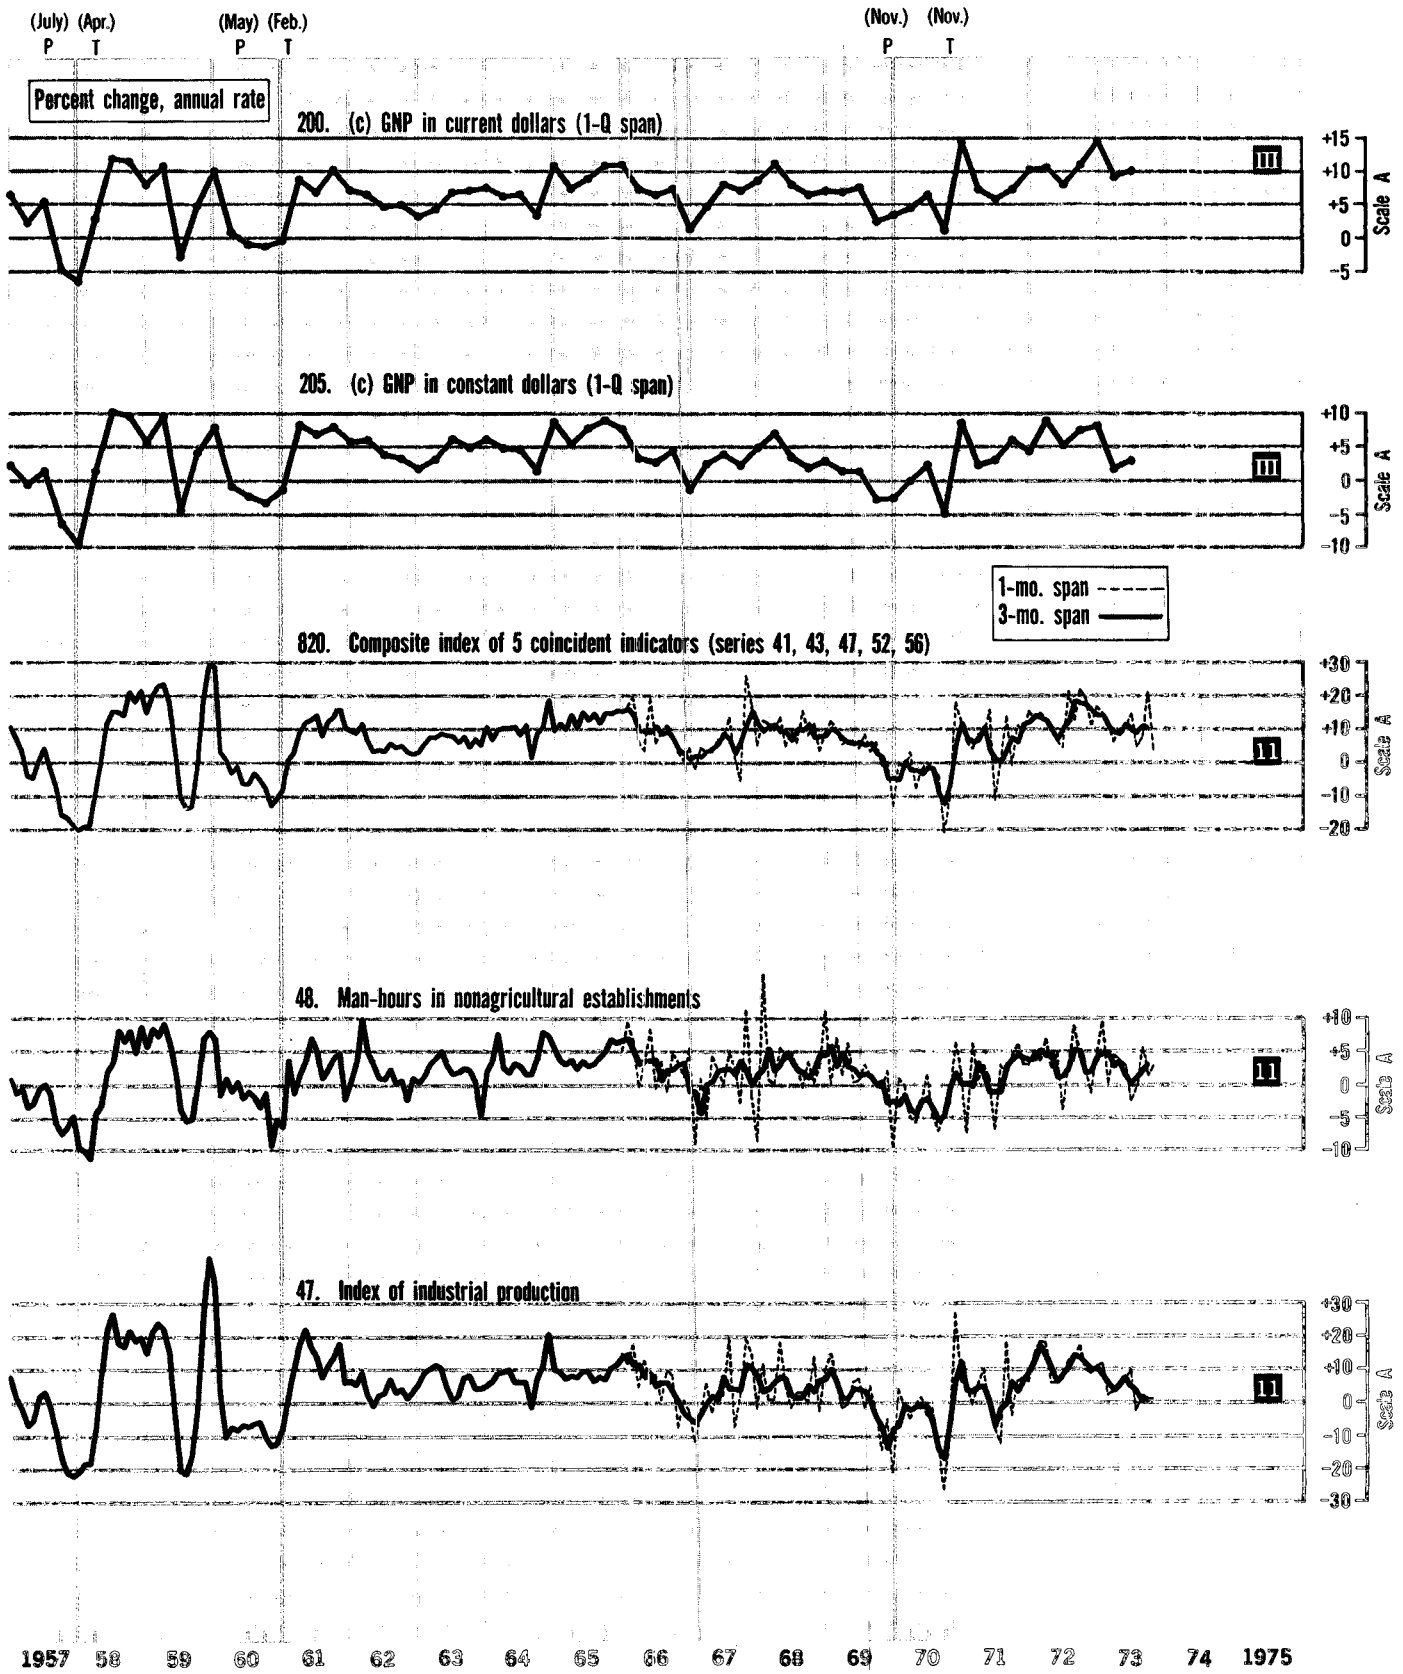 (July) (Apr.) (May) (Feb.) (Nov.) (Nov.)
P T P T P T
Percent change, annual rate
200. (c) GNP in current dollars (1-Q span)
+15
+10
+5
0
-5
Scale A
III
205. (c) GNP in constant dollars (1-Q span)
+10
+5
0
-5
-10
Scale A
III
1-mo. span
3-mo. span
820. Composite index of 5 coincident indicators (series 41, 43, 47, 52, 56)
+30
+20
+10
0
-10
-20
Scale A
11
48. Man-hours in nonagricultural establishments
+10
+5
0
-5
-10
Scale A
11
47. Index of industrial production
+30
+20
+10
0
-10
-20
-30
Scale A
11
1957 58 59 60 61 62 63 64 65 66 67 68 69 70 71 72 73 74 1975